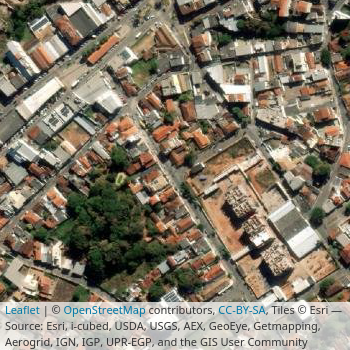 Leaflet | © OpenStreetMap contributors, CC-BY-SA, Tiles © Esri —
Source: Esri, i-cubed, USDA, USGS, AEX, GeoEye, Getmapping,
Aerogrid, IGN, IGP, UPR-EGP, and the GIS User Community